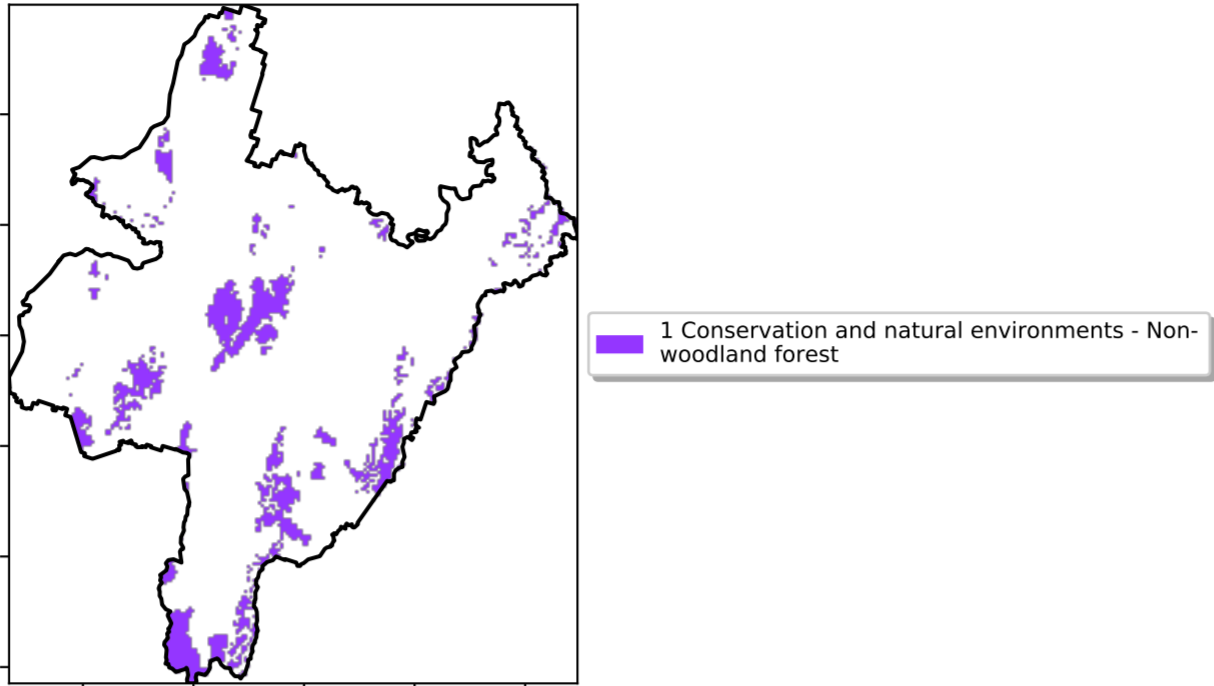 1 Conservation and natural environments - Non-
woodland forest